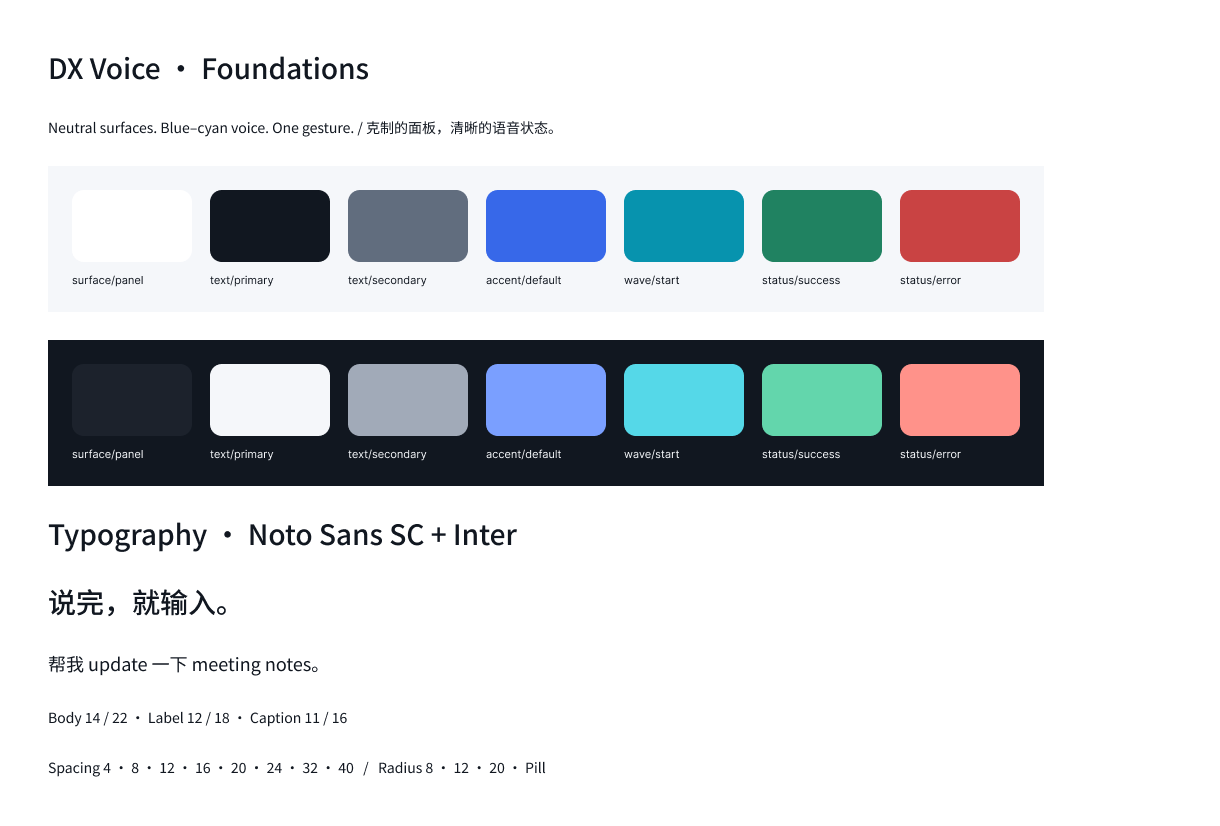 DX Voice · Foundations
Neutral surfaces. Blue–cyan voice. One gesture. / 克制的面板，清晰的语音状态。
surface/panel text/primary text/secondary accent/default wave/start status/success status/error
surface/panel text/primary text/secondary accent/default wave/start status/success status/error
Typography · Noto Sans SC + Inter
说完，就输入。
帮我 update 一下 meeting notes。
Body 14 / 22 · Label 12 / 18 · Caption 11 / 16
Spacing 4 · 8 · 12 · 16 · 20 · 24 · 32 · 40 / Radius 8 · 12 · 20 · Pill